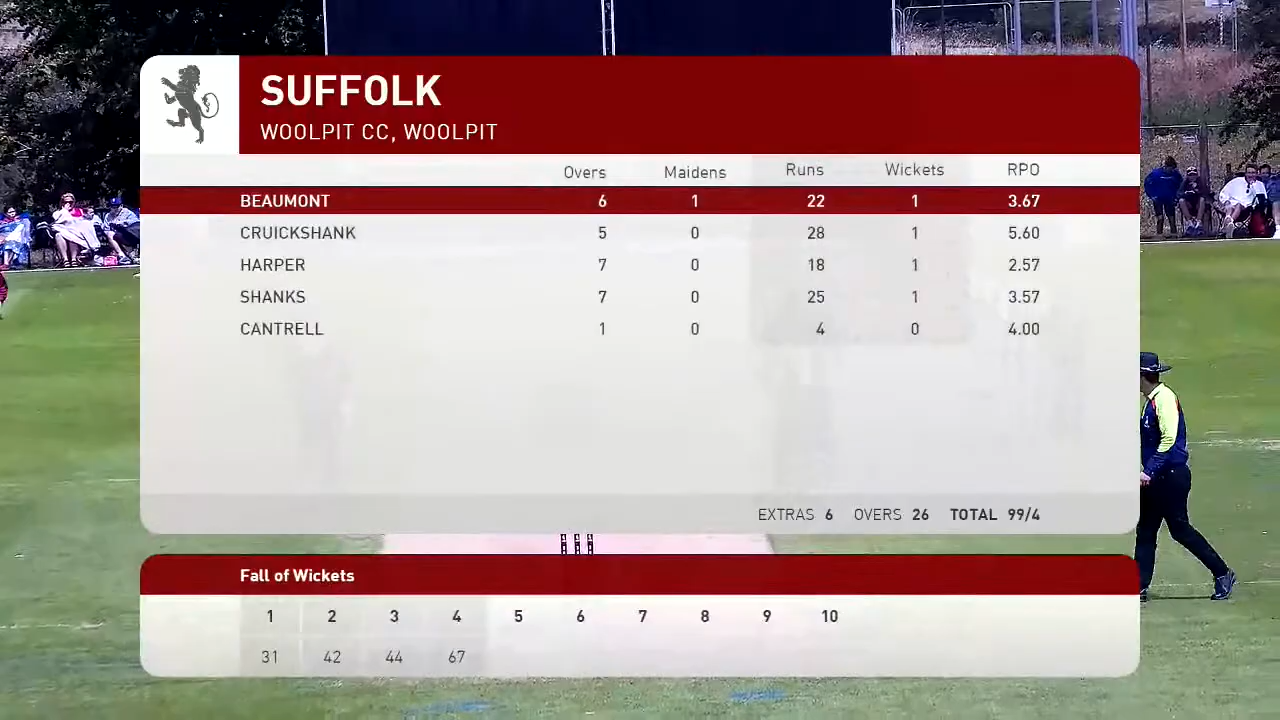 SUFFOLK
WOOLPIT CC, WOOLPIT
Overs Maidens Runs Wickets RPO
BEAUMONT 6 1 22 1 3.67
CRUICKSHANK 5 0 28 1 5.60
HARPER 7 0 18 1 2.57
SHANKS 7 0 25 1 3.57
CANTRELL 1 0 4 0 4.00
EXTRAS 6 OVERS 26 TOTAL 99/4
Fall of Wickets
1 2 3 4 5 6 7 8 9 10
31 42 44 67